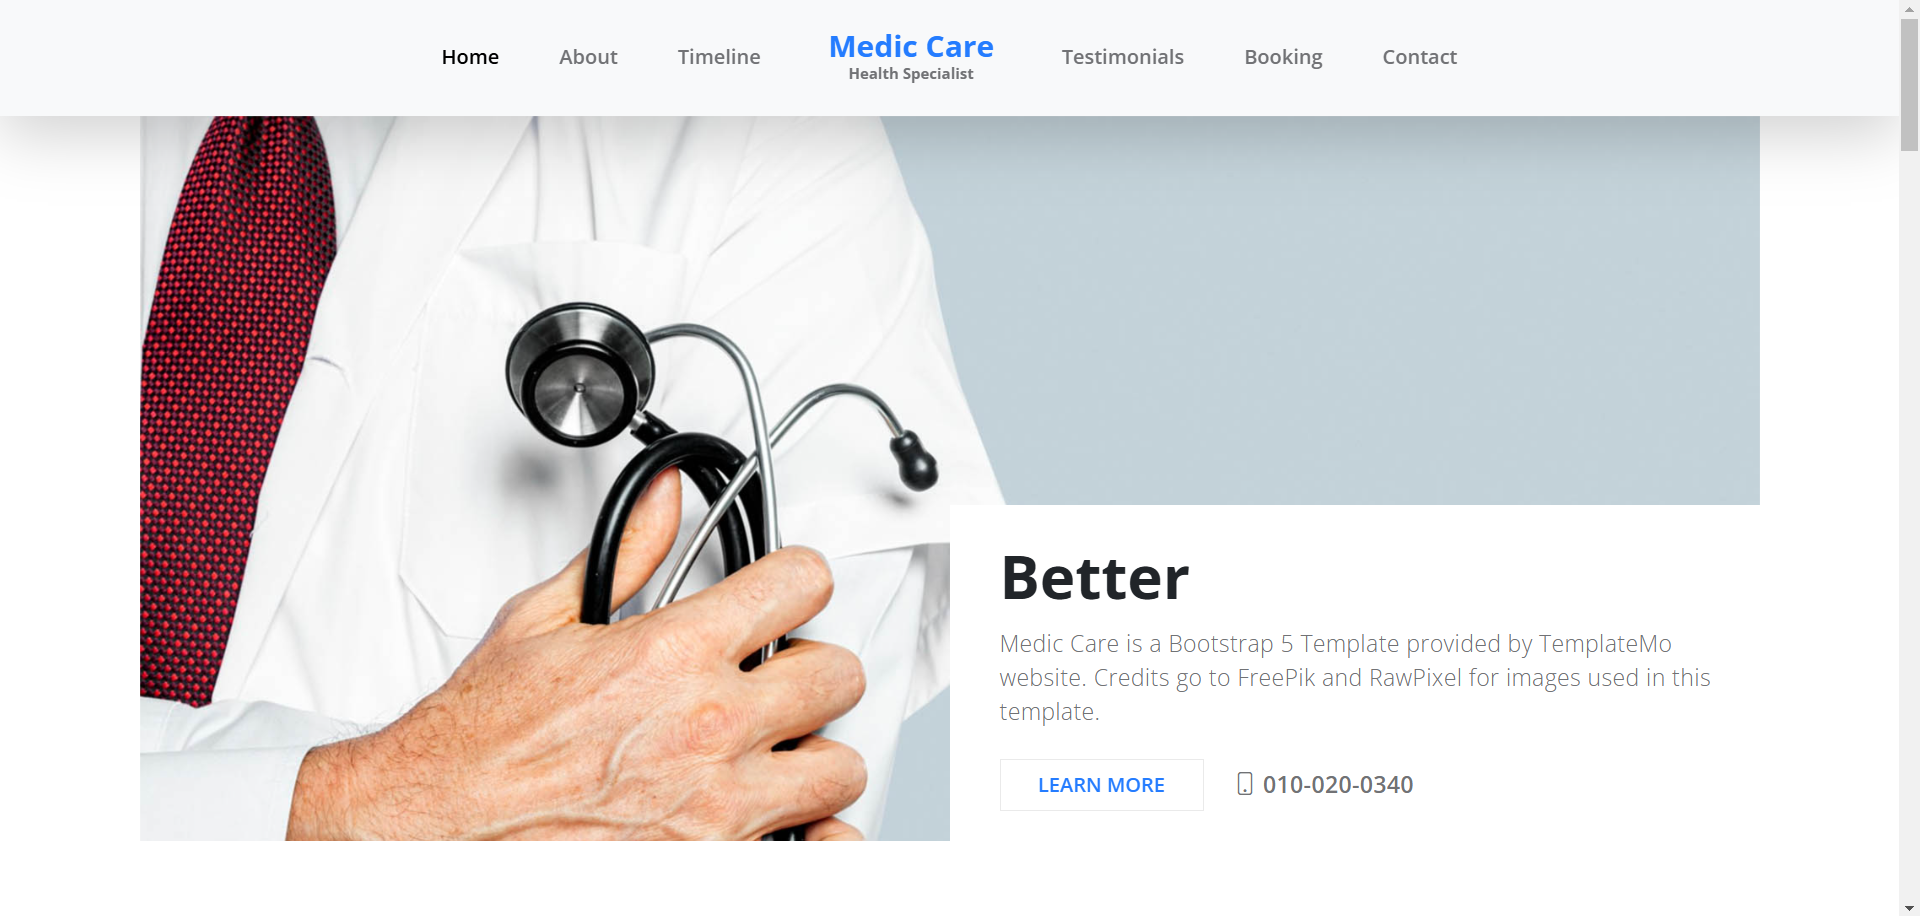 Home
About
Timeline
Medic Care
Health Specialist
Testimonials
Booking
Contact
Better
Medic Care is a Bootstrap 5 Template provided by TemplateMo
website. Credits go to FreePik and RawPixel for images used in this
template.
LEARN MORE
010-020-0340